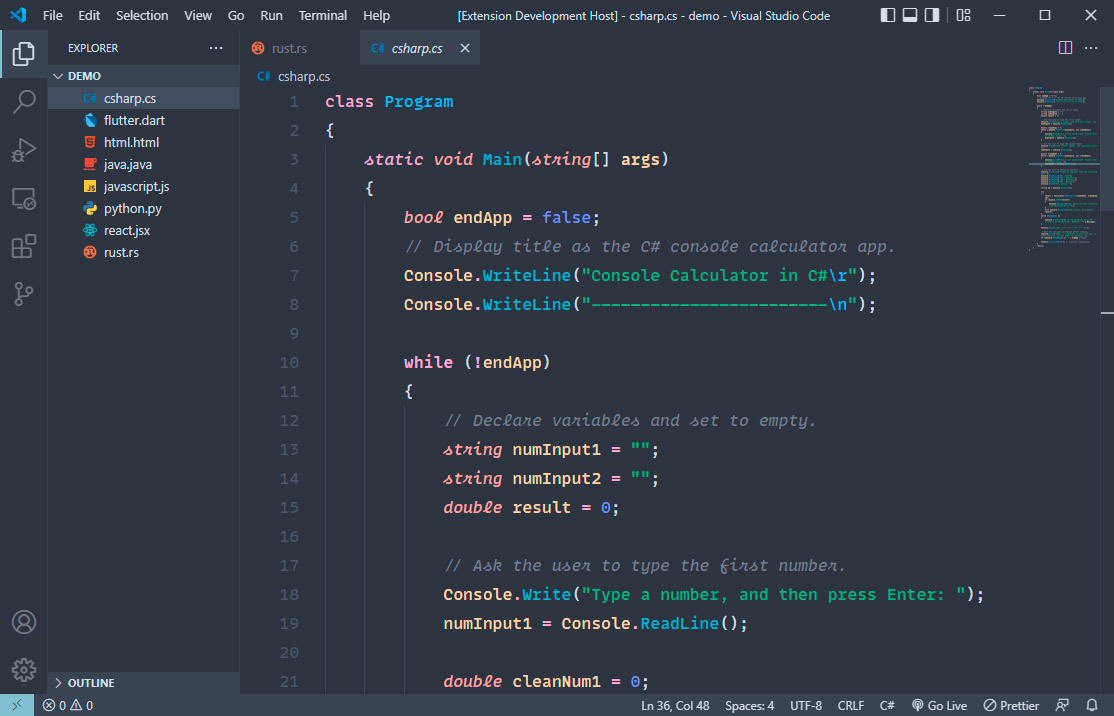 File Edit Selection View Go Run Terminal Help [Extension Development Host] - csharp.cs - demo - Visual Studio Code
EXPLORER
rust.rs
C# csharp.cs
DEMO
C# csharp.cs
C# csharp.cs
flutter.dart
html.html
java.java
JS javascript.js
python.py
react.jsx
rust.rs
1 class Program
2 {
3 static void Main(string[] args)
4 {
5 bool endApp = false;
6 // Display title as the C# console calculator app.
7 Console.WriteLine("Console Calculator in C#\r");
8 Console.WriteLine("------------------------\n");
9
10 while (!endApp)
11 {
12 // Declare variables and set to empty.
13 string numInput1 = "";
14 string numInput2 = "";
15 double result = 0;
16
17 // Ask the user to type the first number.
18 Console.Write("Type a number, and then press Enter: ");
19 numInput1 = Console.ReadLine();
20
21 double cleanNum1 = 0;
OUTLINE
0 0 Ln 36, Col 48 Spaces: 4 UTF-8 CRLF C# Go Live Prettier